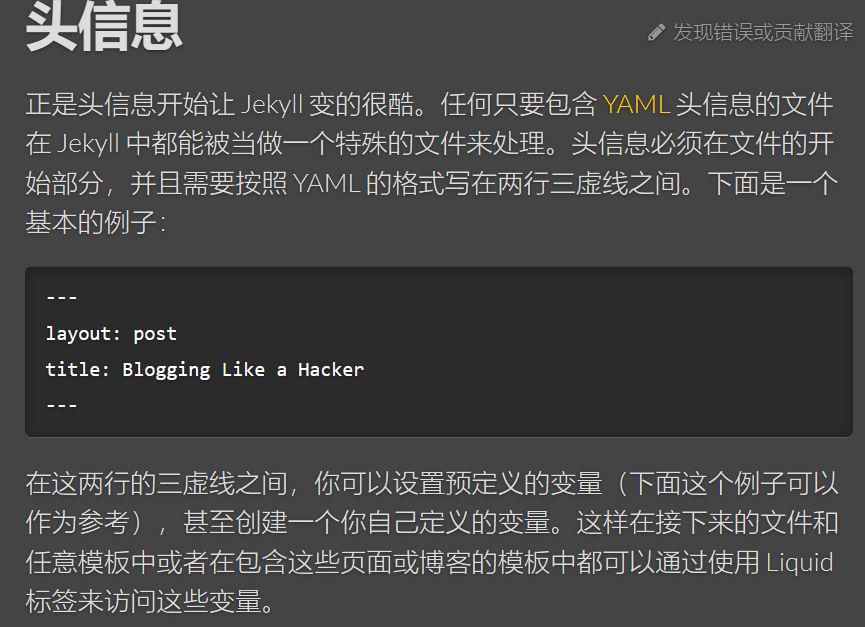 头信息
发现错误或贡献翻译
正是头信息开始让 Jekyll 变的很酷。任何只要包含 YAML 头信息的文件
在 Jekyll 中都能被当做一个特殊的文件来处理。头信息必须在文件的开
始部分，并且需要按照 YAML 的格式写在两行三虚线之间。下面是一个
基本的例子：
---
layout: post
title: Blogging Like a Hacker
---
在这两行的三虚线之间，你可以设置预定义的变量（下面这个例子可以
作为参考），甚至创建一个你自己定义的变量。这样在接下来的文件和
任意模板中或者在包含这些页面或博客的模板中都可以通过使用 Liquid
标签来访问这些变量。